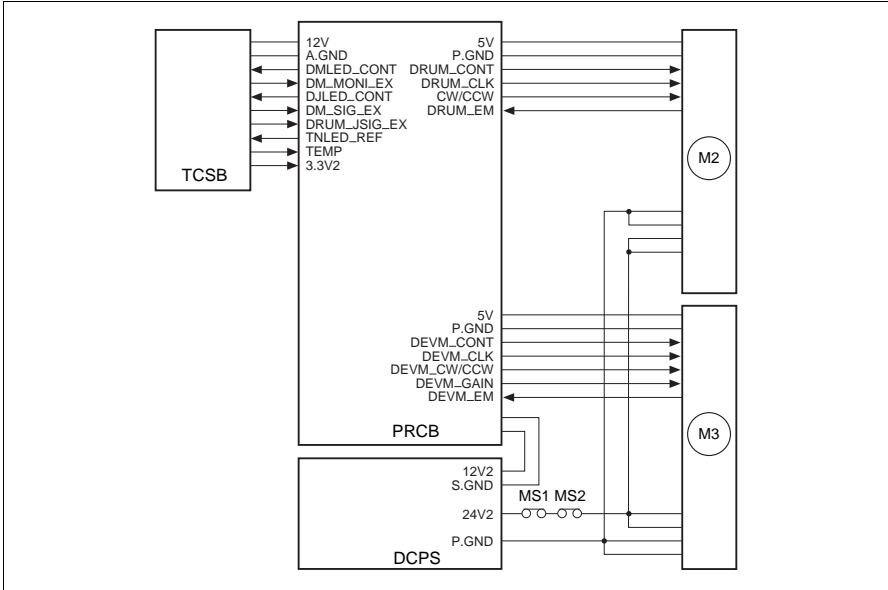 12V
A.GND
DMLED_CONT
DM_MONI_EX
DJLED_CONT
DM_SIG_EX
DRUM_JSIG_EX
TNLED_REF
TEMP
3.3V2
TCSB
5V
P.GND
DRUM_CONT
DRUM_CLK
CW/CCW
DRUM_EM
M2
5V
P.GND
DEVM_CONT
DEVM_CLK
DEVM_CW/CCW
DEVM_GAIN
DEVM_EM
PRCB
M3
12V2
S.GND
MS1 MS2
24V2
P.GND
DCPS